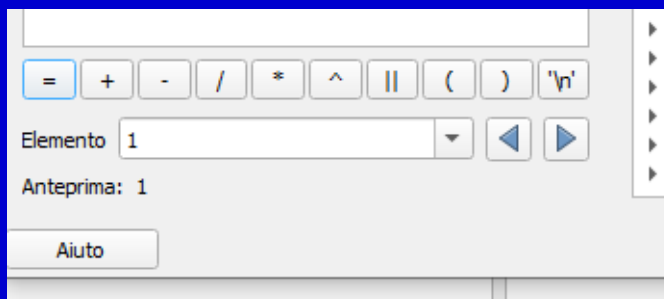 = + - / * ^ || ( ) '\n'
Elemento 1
Anteprima: 1
Aiuto